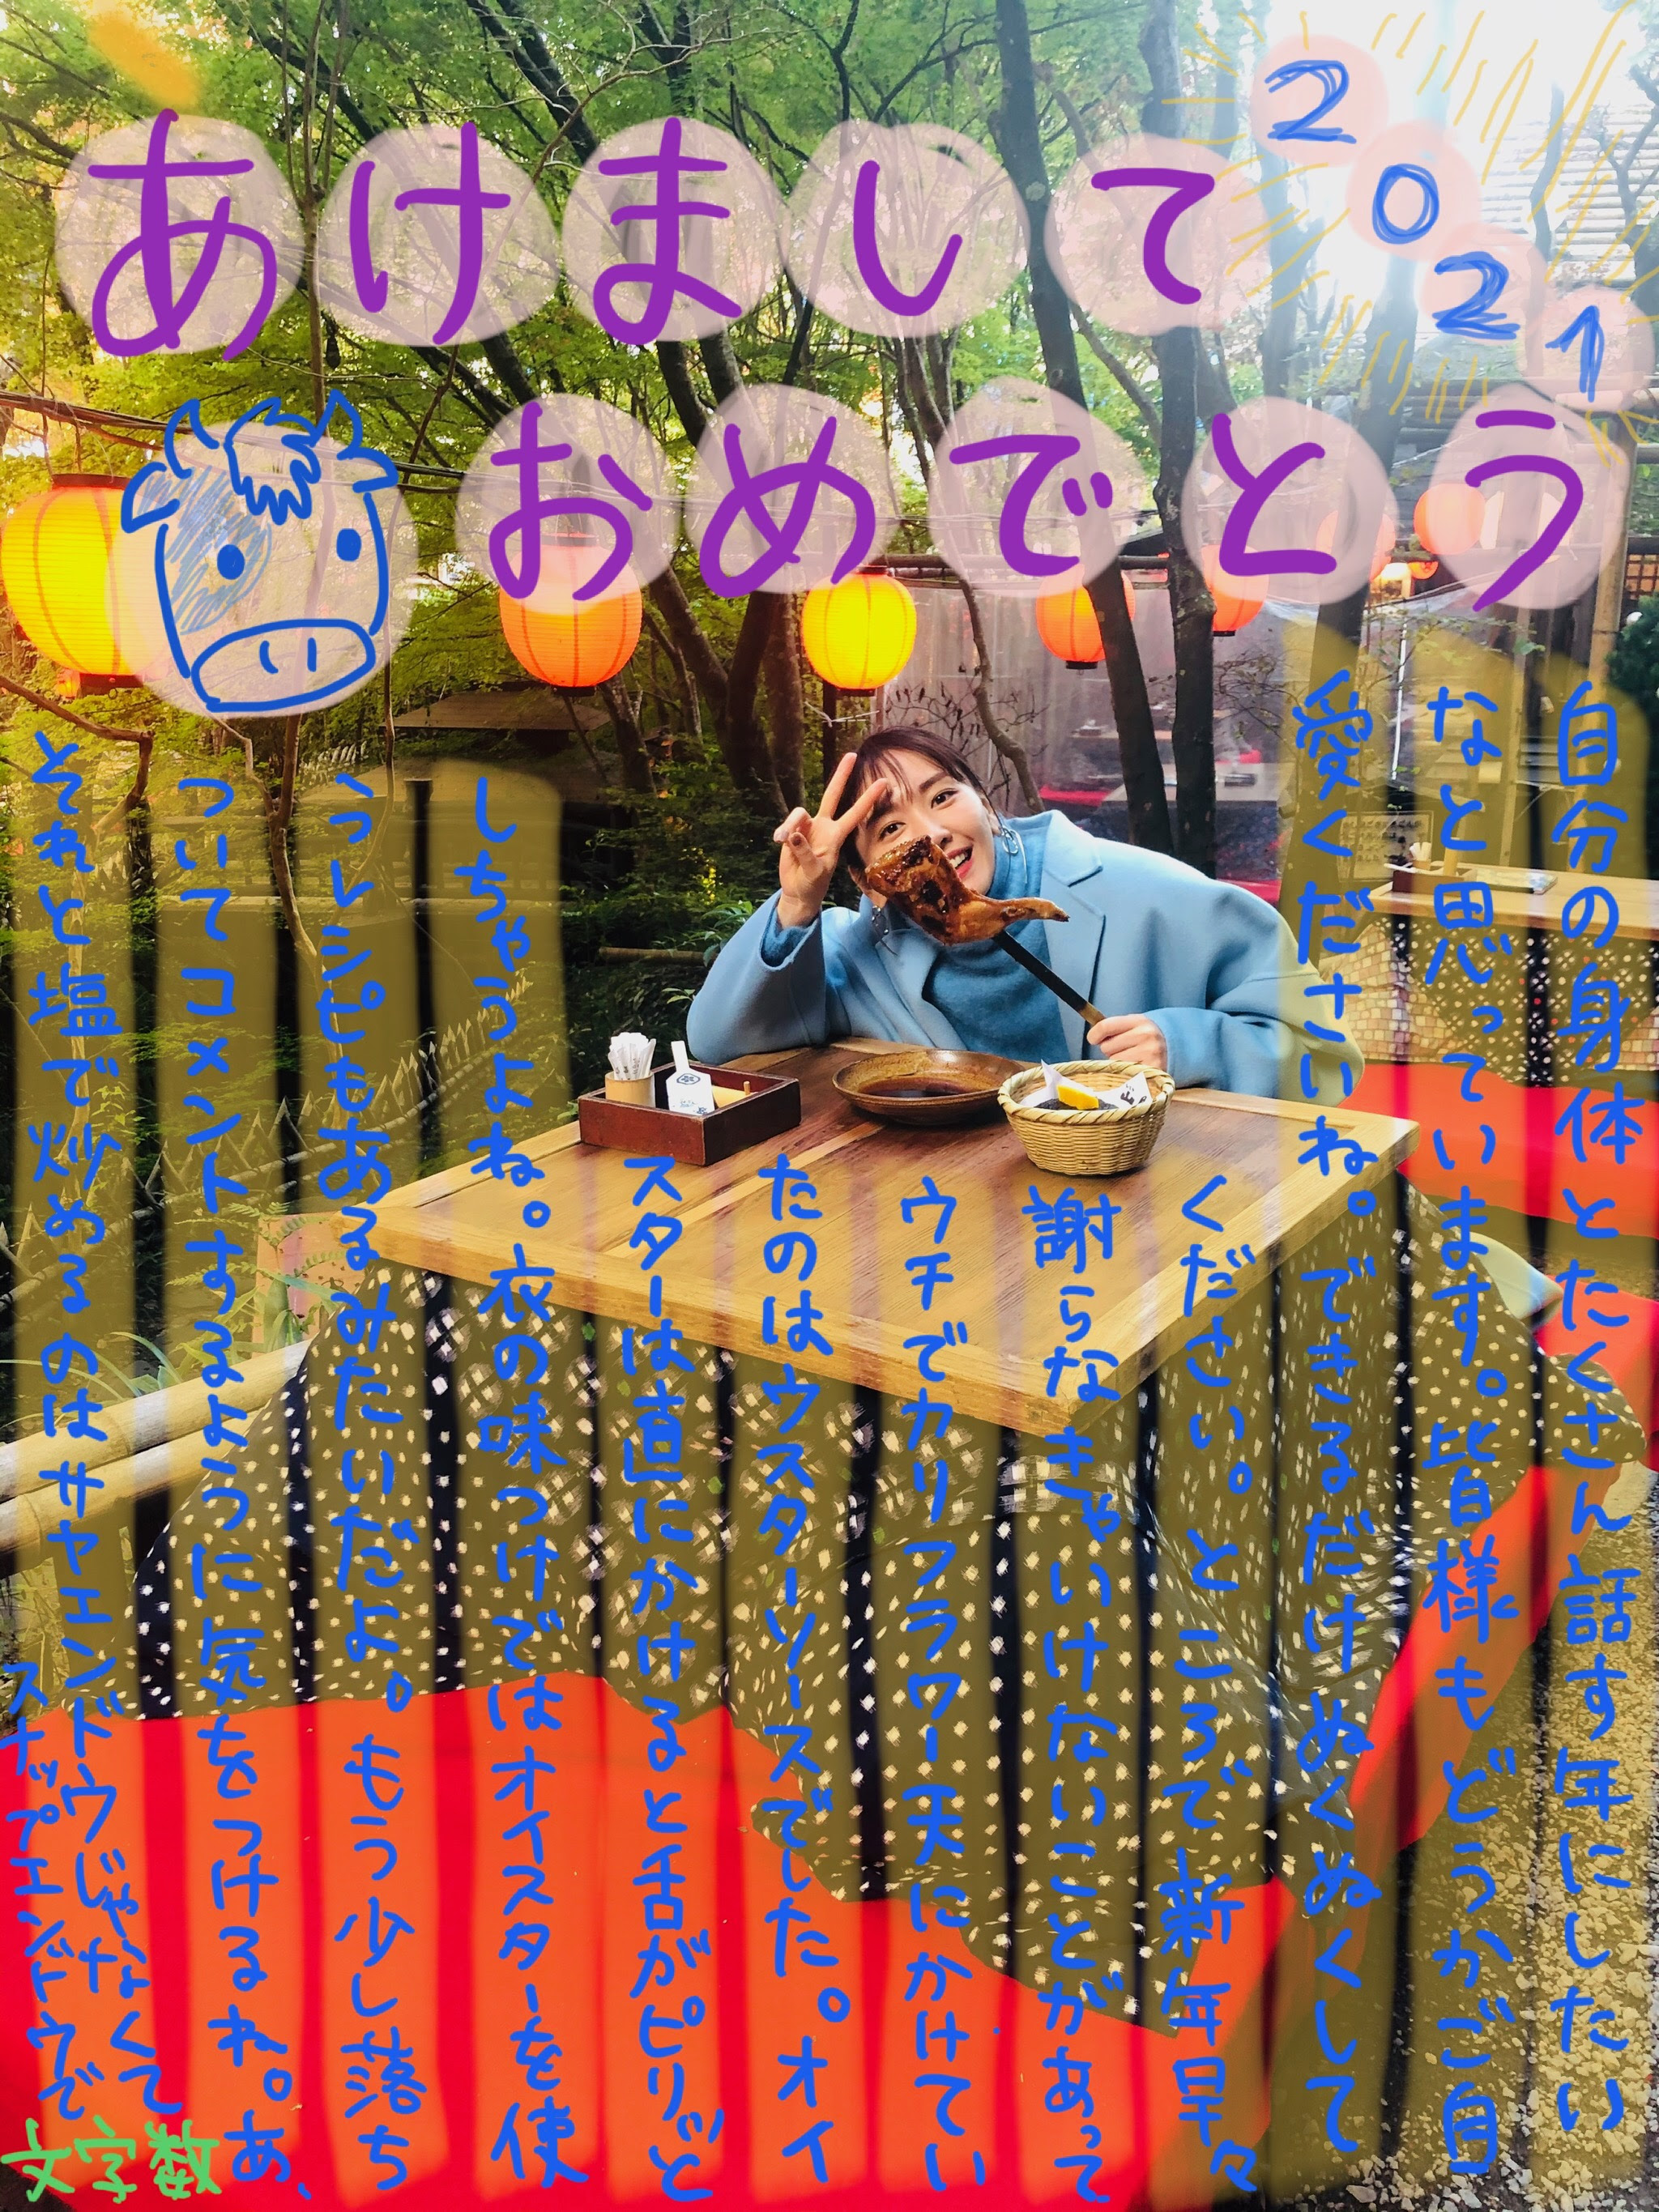 あけまして
2021
おめでとう
自分の身体とたくさん話す年にしたい
なと思っています。皆様もどうかご自
愛くださいね。できるだけぬくぬくして
ください。ところで新年早々
謝らなきゃいけないことがあって
ウチでカリフラワー天にかけてい
たのはウスターソースでした。オイ
スターは直にかけると舌がピリッと
しちゃうよね。衣の味つけではオイスターを使
うレシピもあるみたいだよ。もう少し落ち
ついてコメントするように気をつけるね。あ、
それと塩で炒めるのはサヤエンドウじゃなくて
スナップエンドウで
文字数